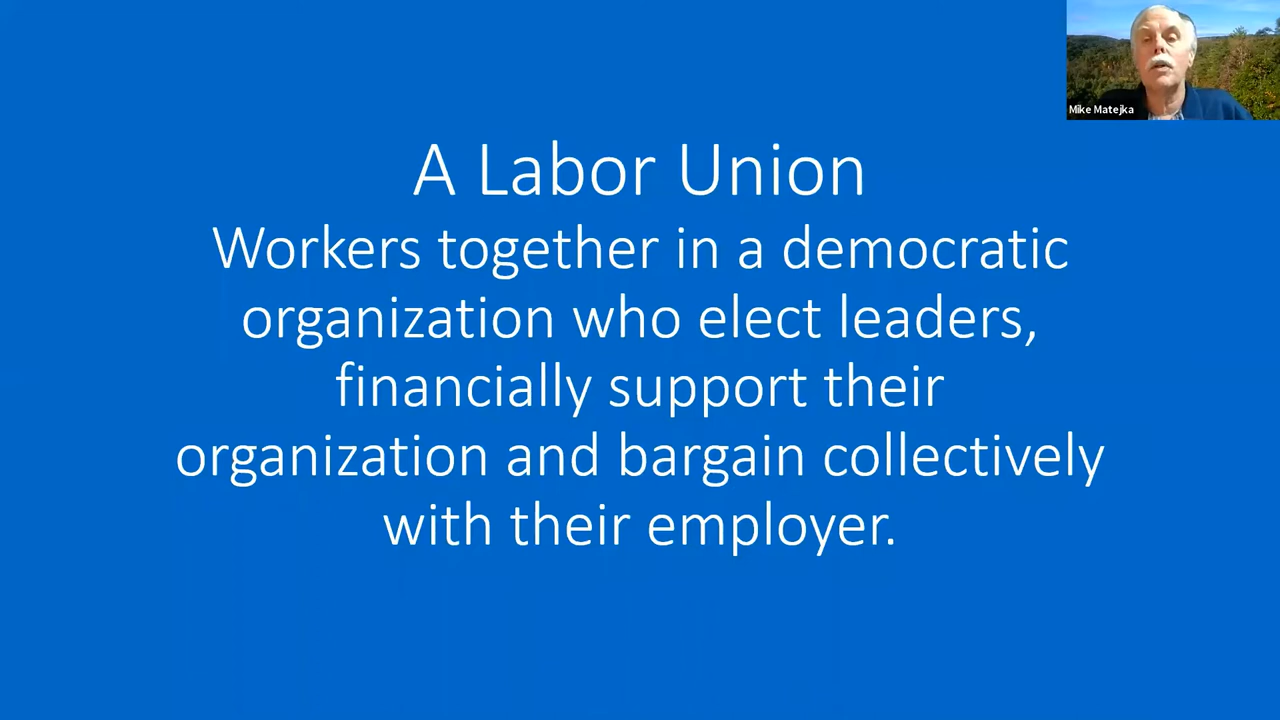 Mike Matejka
A Labor Union
Workers together in a democratic
organization who elect leaders,
financially support their
organization and bargain collectively
with their employer.